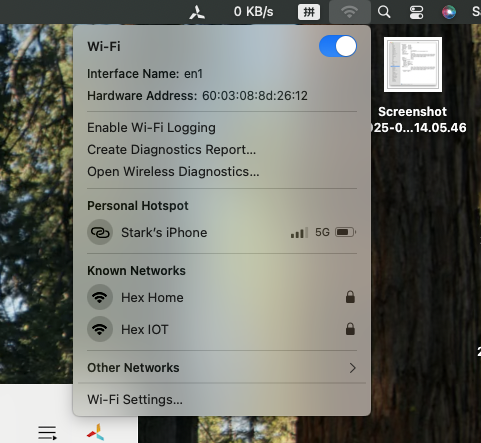 0 KB/s 拼 S
Wi-Fi
Interface Name: en1
Hardware Address: 60:03:08:8d:26:12
Enable Wi-Fi Logging
Create Diagnostics Report...
Open Wireless Diagnostics...
Personal Hotspot
Stark's iPhone 5G
Known Networks
Hex Home
Hex IOT
Other Networks
Wi-Fi Settings...
Screenshot
025-0...14.05.46